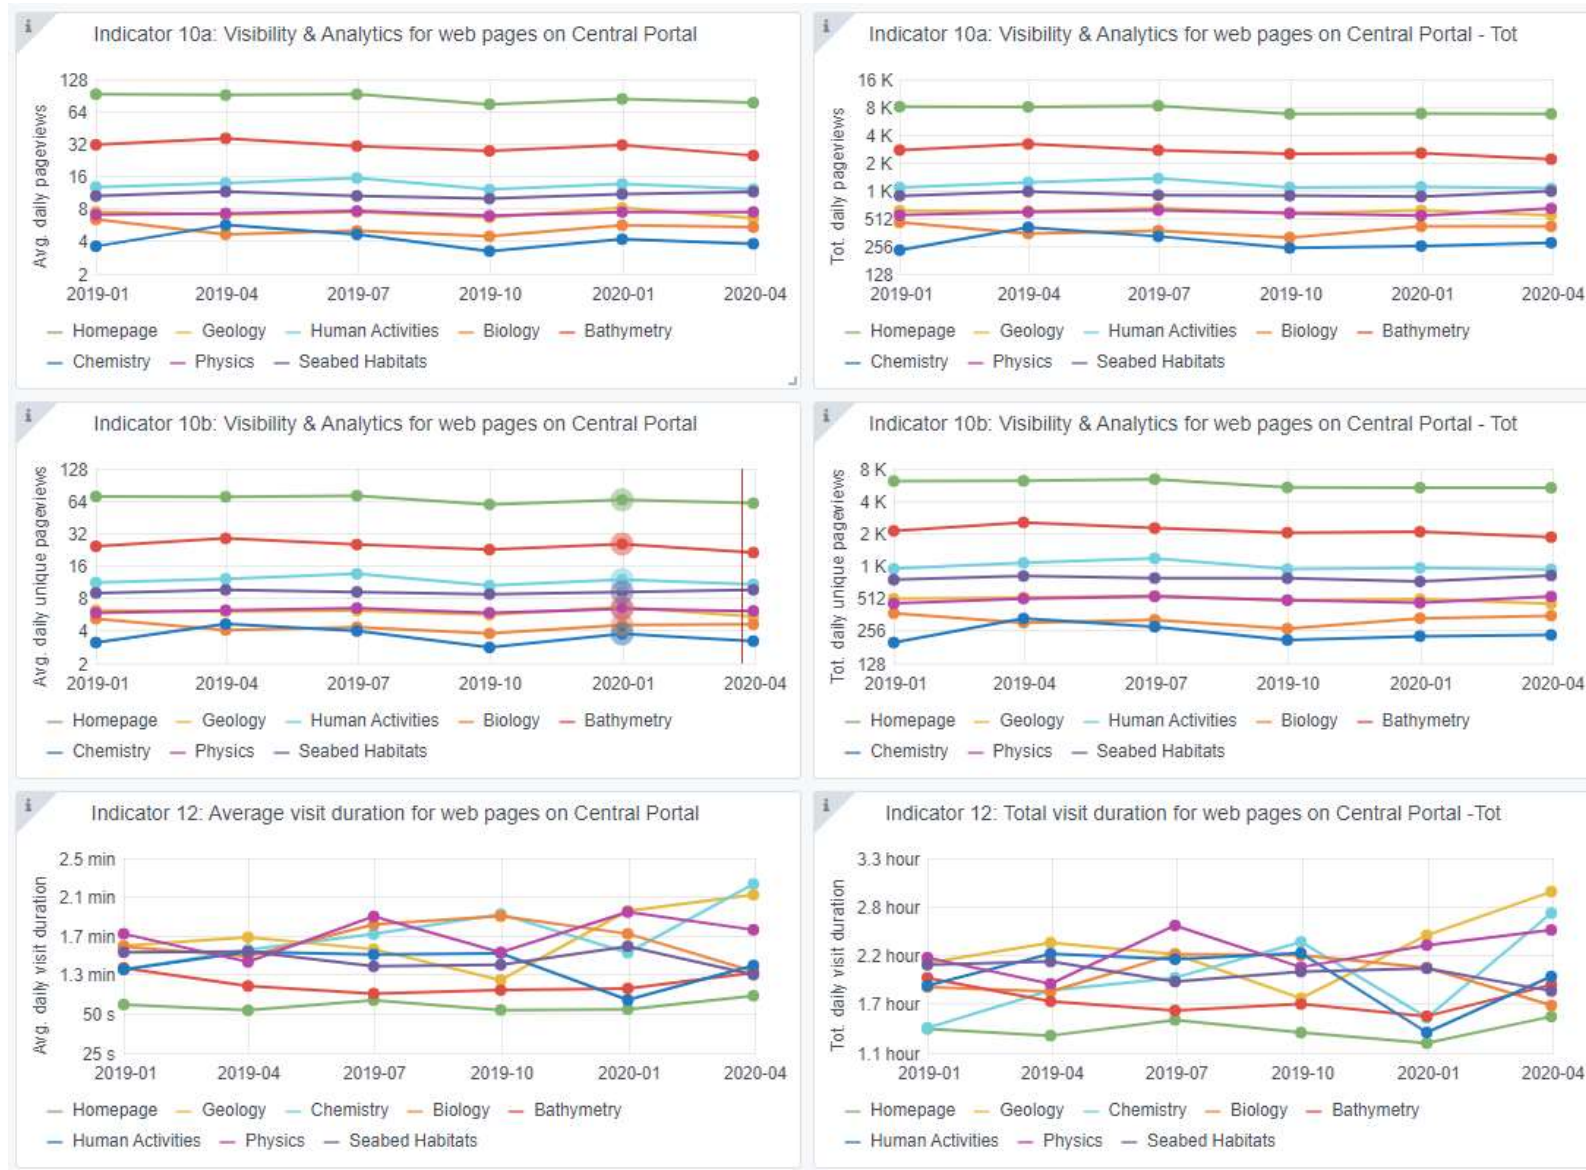 Indicator 10a: Visibility & Analytics for web pages on Central Portal
Avg. daily pageviews
128
64
32
16
8
4
2
2019-01 2019-04 2019-07 2019-10 2020-01 2020-04
Homepage Geology Human Activities Biology Bathymetry
Chemistry Physics Seabed Habitats
Indicator 10a: Visibility & Analytics for web pages on Central Portal - Tot
Tot. daily pageviews
16 K
8 K
4 K
2 K
1 K
512
256
128
2019-01 2019-04 2019-07 2019-10 2020-01 2020-04
Homepage Geology Human Activities Biology Bathymetry
Chemistry Physics Seabed Habitats
Indicator 10b: Visibility & Analytics for web pages on Central Portal
Avg. daily unique pageviews
128
64
32
16
8
4
2
2019-01 2019-04 2019-07 2019-10 2020-01 2020-04
Homepage Geology Human Activities Biology Bathymetry
Chemistry Physics Seabed Habitats
Indicator 10b: Visibility & Analytics for web pages on Central Portal - Tot
Tot. daily unique pageviews
8 K
4 K
2 K
1 K
512
256
128
2019-01 2019-04 2019-07 2019-10 2020-01 2020-04
Homepage Geology Human Activities Biology Bathymetry
Chemistry Physics Seabed Habitats
Indicator 12: Average visit duration for web pages on Central Portal
Avg. daily visit duration
2.5 min
2.1 min
1.7 min
1.3 min
50 s
25 s
2019-01 2019-04 2019-07 2019-10 2020-01 2020-04
Homepage Geology Chemistry Biology Bathymetry
Human Activities Physics Seabed Habitats
Indicator 12: Total visit duration for web pages on Central Portal -Tot
Tot. daily visit duration
3.3 hour
2.8 hour
2.2 hour
1.7 hour
1.1 hour
2019-01 2019-04 2019-07 2019-10 2020-01 2020-04
Homepage Geology Chemistry Biology Bathymetry
Human Activities Physics Seabed Habitats